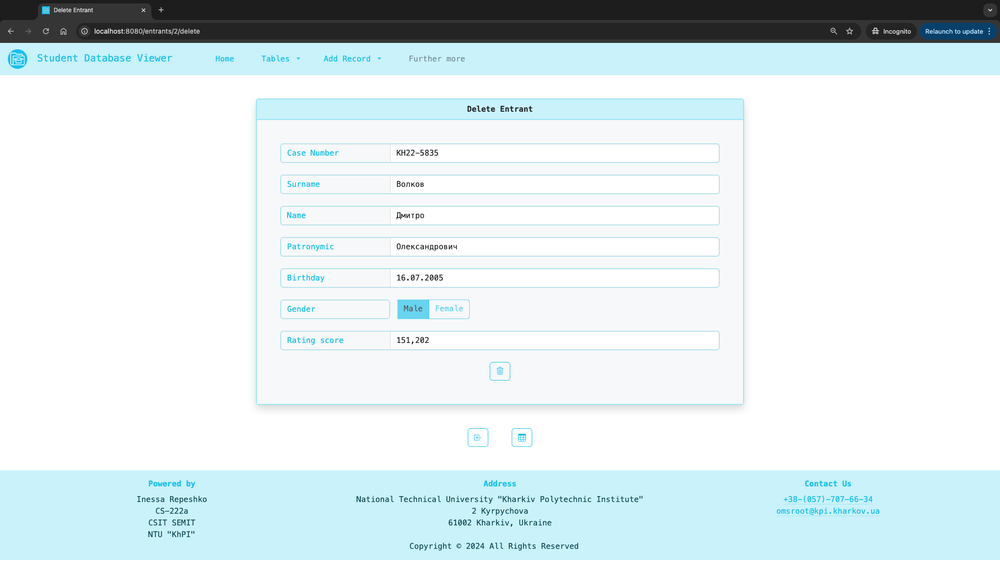 Delete Entrant
localhost:8080/entrants/2/delete
Incognito
Relaunch to update
Student Database Viewer
Home
Tables
Add Record
Further more
Delete Entrant
Case Number
КН22-5835
Surname
Волков
Name
Дмитро
Patronymic
Олександрович
Birthday
16.07.2005
Gender
Male
Female
Rating score
151,202
Powered by
Inessa Repeshko
CS-222a
CSIT SEMIT
NTU "KhPI"
Address
National Technical University "Kharkiv Polytechnic Institute"
2 Kyrpychova
61002 Kharkiv, Ukraine
Contact Us
+38-(057)-707-66-34
omsroot@kpi.kharkov.ua
Copyright © 2024 All Rights Reserved